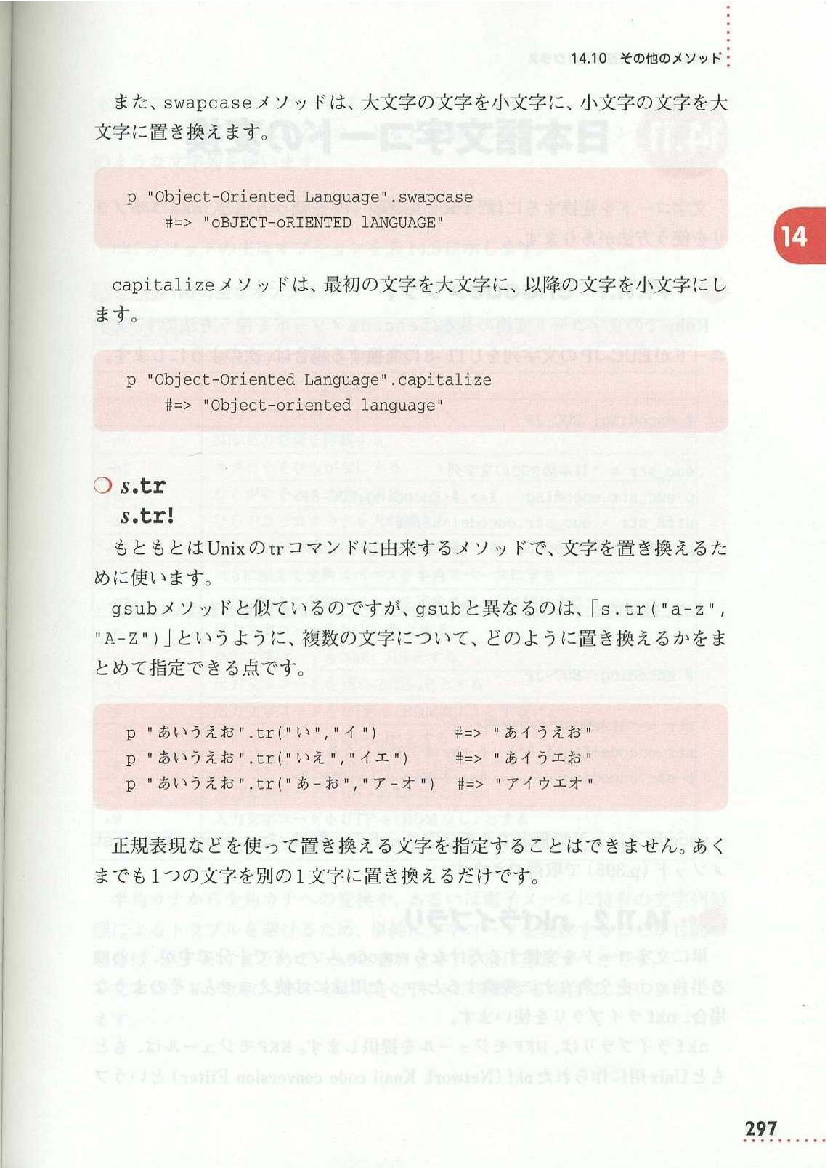 14.10 その他のメソッド
また、swapcaseメソッドは、大文字の文字を小文字に、小文字の文字を大
文字に置き換えます。
p "Object-Oriented Language".swapcase
#=> "oBJECT-oRIENTED lANGUAGE"
14
capitalizeメソッドは、最初の文字を大文字に、以降の文字を小文字にし
ます。
p "Object-Oriented Language".capitalize
#=> "Object-oriented language"
s.tr
s.tr!
もともとはUnixのtrコマンドに由来するメソッドで、文字を置き換えるた
めに使います。
gsubメソッドと似ているのですが、gsubと異なるのは、「s.tr("a-z",
"A-Z")」というように、複数の文字について、どのように置き換えるかをま
とめて指定できる点です。
p "あいうえお".tr("い","イ") #=> "あイうえお"
p "あいうえお".tr("いえ","イエ") #=> "あイうエお"
p "あいうえお".tr("あ-お","ア-オ") #=> "アイウエオ"
正規表現などを使って置き換える文字を指定することはできません。あく
までも1つの文字を別の1文字に置き換えるだけです。
297